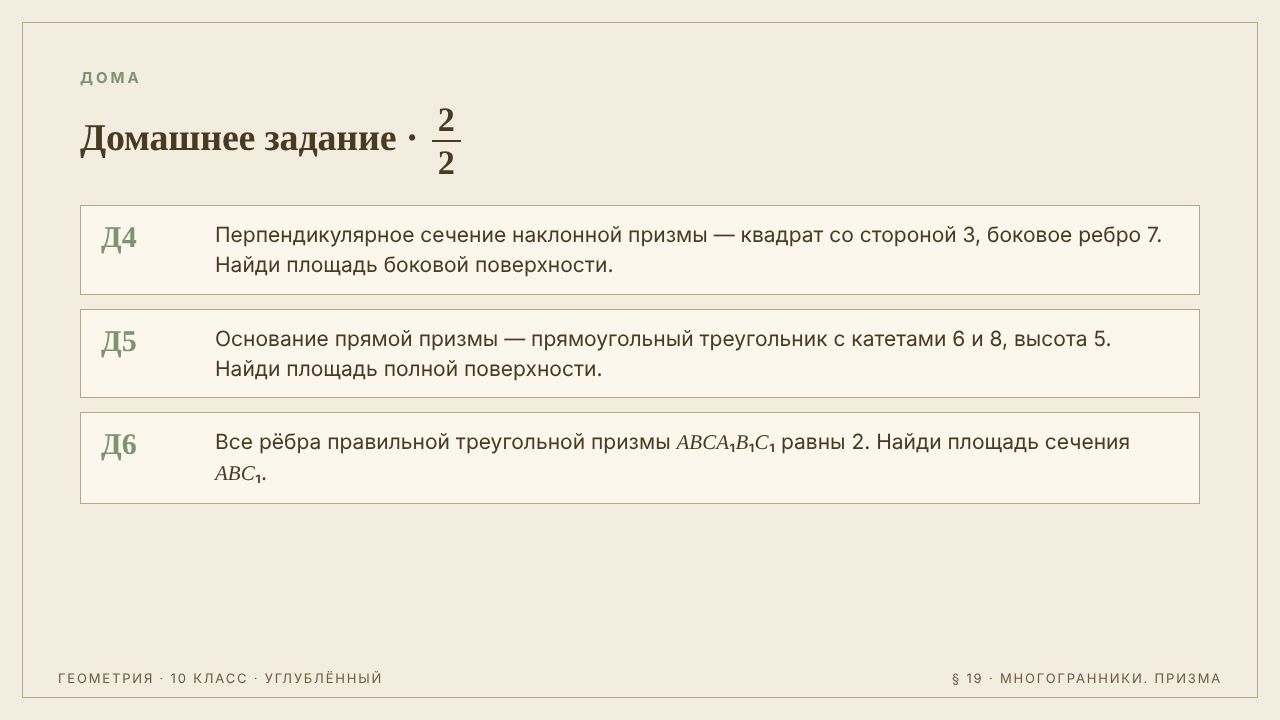 ДОМА
Домашнее задание · 2/2
Д4
Перпендикулярное сечение наклонной призмы — квадрат со стороной 3, боковое ребро 7.
Найди площадь боковой поверхности.
Д5
Основание прямой призмы — прямоугольный треугольник с катетами 6 и 8, высота 5.
Найди площадь полной поверхности.
Д6
Все рёбра правильной треугольной призмы ABCA₁B₁C₁ равны 2. Найди площадь сечения
ABC₁.
ГЕОМЕТРИЯ · 10 КЛАСС · УГЛУБЛЁННЫЙ
§ 19 · МНОГОГРАННИКИ. ПРИЗМА